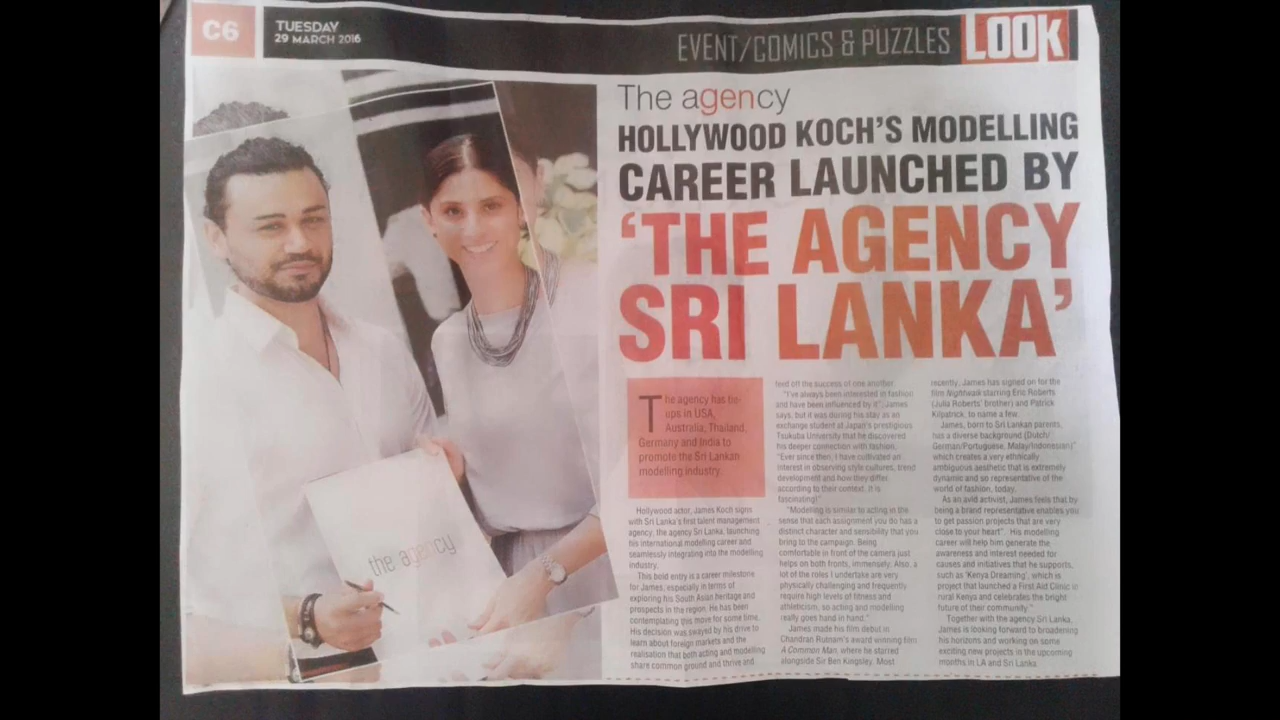 C6
TUESDAY
29 MARCH 2016
EVENT/COMICS & PUZZLES
LOOK
The agency
HOLLYWOOD KOCH'S MODELLING
CAREER LAUNCHED BY
'THE AGENCY
SRI LANKA'
the agency
The agency has tie-
ups in USA,
Australia, Thailand,
Germany and India to
promote the Sri Lankan
modelling industry.
Hollywood actor, James Koch signs
with Sri Lanka's first talent management
agency, the agency Sri Lanka, launching
his international modelling career and
seamlessly integrating into the modelling
industry.
This bold entry is a career milestone
for James, especially in terms of
exploring his South Asian heritage and
prospects in the region. He has been
contemplating this move for some time.
His decision was swayed by his drive to
learn about foreign markets and the
realisation that both acting and modelling
share common ground and thrive and
feed off the success of one another.
"I've always been interested in fashion
and have been influenced by it", James
says, but it was during his stay as an
exchange student at Japan's prestigious
Tsukuba University that he discovered
his deeper connection with fashion.
"Ever since then, I have cultivated an
interest in observing style cultures, trend
development and how they differ
according to their context. It is
fascinating!"
"Modelling is similar to acting in the
sense that each assignment you do has a
distinct character and sensibility that you
bring to the campaign. Being
comfortable in front of the camera just
helps on both fronts, immensely. Also, a
lot of the roles I undertake are very
physically challenging and frequently
require high levels of fitness and
athleticism, so acting and modelling
really goes hand in hand."
James made his film debut in
Chandran Rutnam's award winning film
A Common Man, where he starred
alongside Sir Ben Kingsley. Most
recently, James has signed on for the
film Nightwalk starring Eric Roberts
(Julia Roberts' brother) and Patrick
Kilpatrick, to name a few.
James, born to Sri Lankan parents,
has a diverse background (Dutch/
German/Portuguese, Malay/Indonesian)"
which creates a very ethnically
ambiguous aesthetic that is extremely
dynamic and so representative of the
world of fashion, today.
As an avid activist, James feels that by
being a brand representative enables you
to get passion projects that are very
close to your heart". His modelling
career will help him generate the
awareness and interest needed for
causes and initiatives that he supports,
such as 'Kenya Dreaming', which is
project that launched a First Aid Clinic in
rural Kenya and celebrates the bright
future of their community."
Together with the agency Sri Lanka,
James is looking forward to broadening
his horizons and working on some
exciting new projects in the upcoming
months in LA and Sri Lanka.